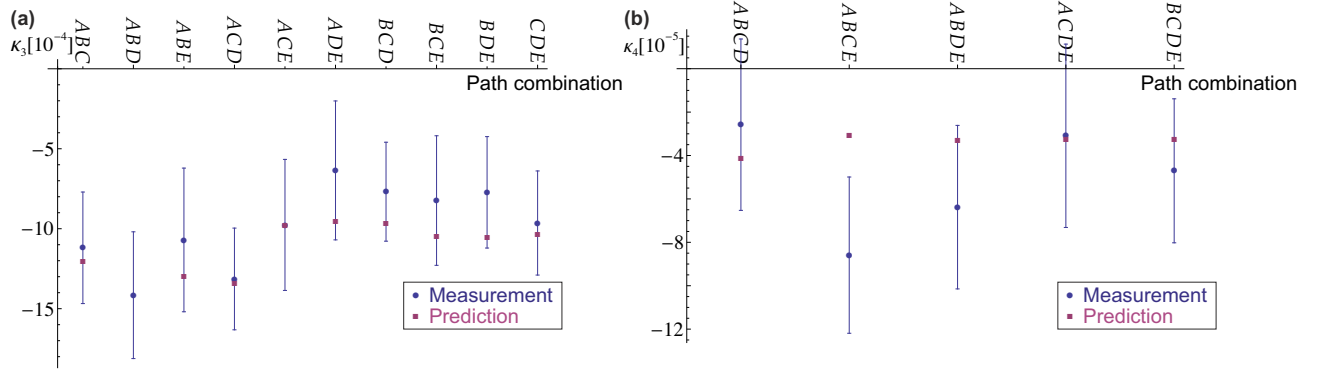 (a)
κ₃[10⁻⁴]
ABC
ABD
ABE
ACD
ACE
ADE
BCD
BCE
BDE
CDE
Path combination
−5
−10
−15
Measurement
Prediction
(b)
κ₄[10⁻⁵]
ABCD
ABCE
ABDE
ACDE
BCDE
Path combination
−4
−8
−12
Measurement
Prediction